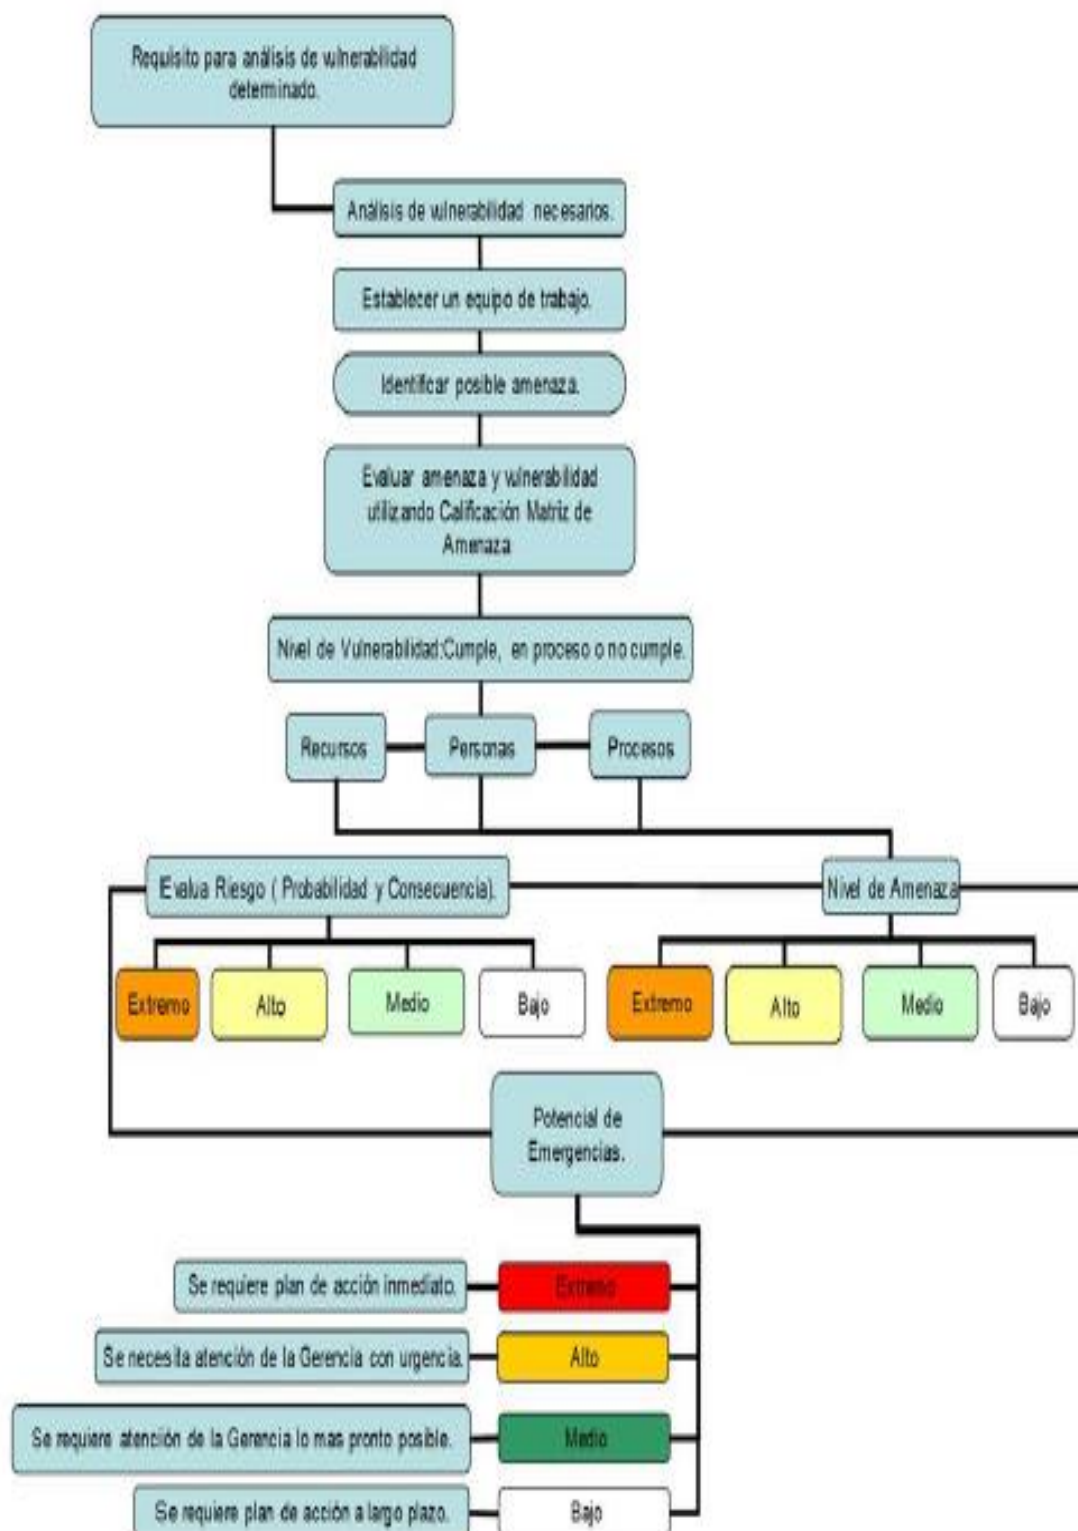 Requisito para análisis de vulnerabilidad
determinado.
Análisis de vulnerabilidad necesarios.
Establecer un equipo de trabajo.
Identificar posible amenaza.
Evaluar amenaza y vulnerabilidad
utilizando Calificación Matriz de
Amenaza
Nivel de Vulnerabilidad:Cumple, en proceso o no cumple.
Recursos
Personas
Procesos
Evalua Riesgo ( Probabilidad y Consecuencia).
Nivel de Amenaza
Extremo
Alto
Medio
Bajo
Extremo
Alto
Medio
Bajo
Potencial de
Emergencias.
Se requiere plan de acción inmediato.
Extremo
Se necesita atención de la Gerencia con urgencia.
Alto
Se requiere atención de la Gerencia lo mas pronto posible.
Medio
Se requiere plan de acción a largo plazo.
Bajo